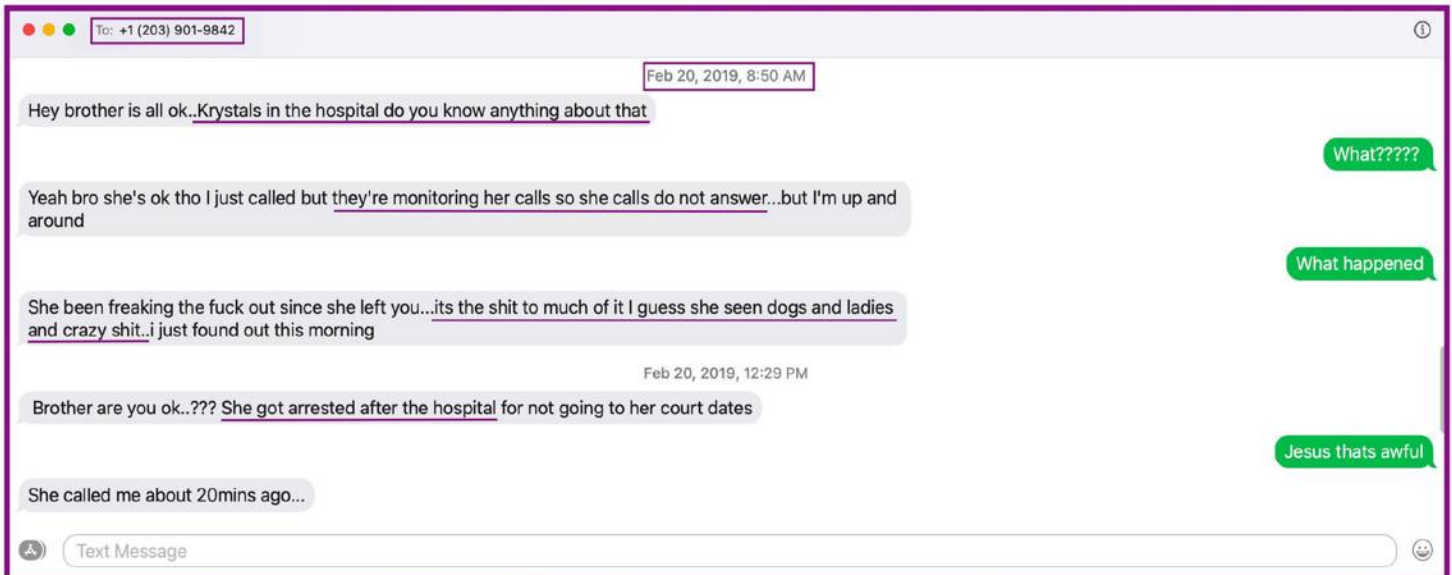 To: +1 (203) 901-9842
Feb 20, 2019, 8:50 AM
Hey brother is all ok..Krystals in the hospital do you know anything about that
What?????
Yeah bro she's ok tho I just called but they're monitoring her calls so she calls do not answer...but I'm up and
around
What happened
She been freaking the fuck out since she left you...its the shit to much of it I guess she seen dogs and ladies
and crazy shit..i just found out this morning
Feb 20, 2019, 12:29 PM
Brother are you ok..??? She got arrested after the hospital for not going to her court dates
Jesus thats awful
She called me about 20mins ago...
Text Message